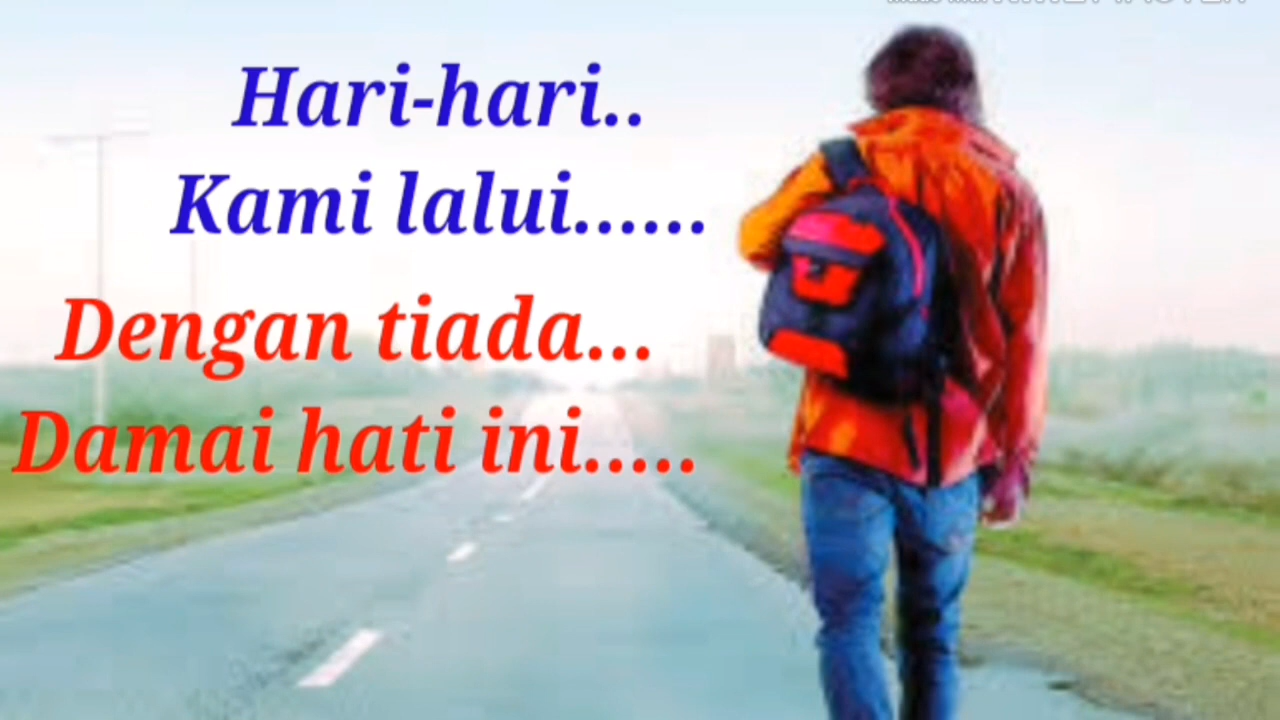 Hari-hari..
Kami lalui......
Dengan tiada...
Damai hati ini.....